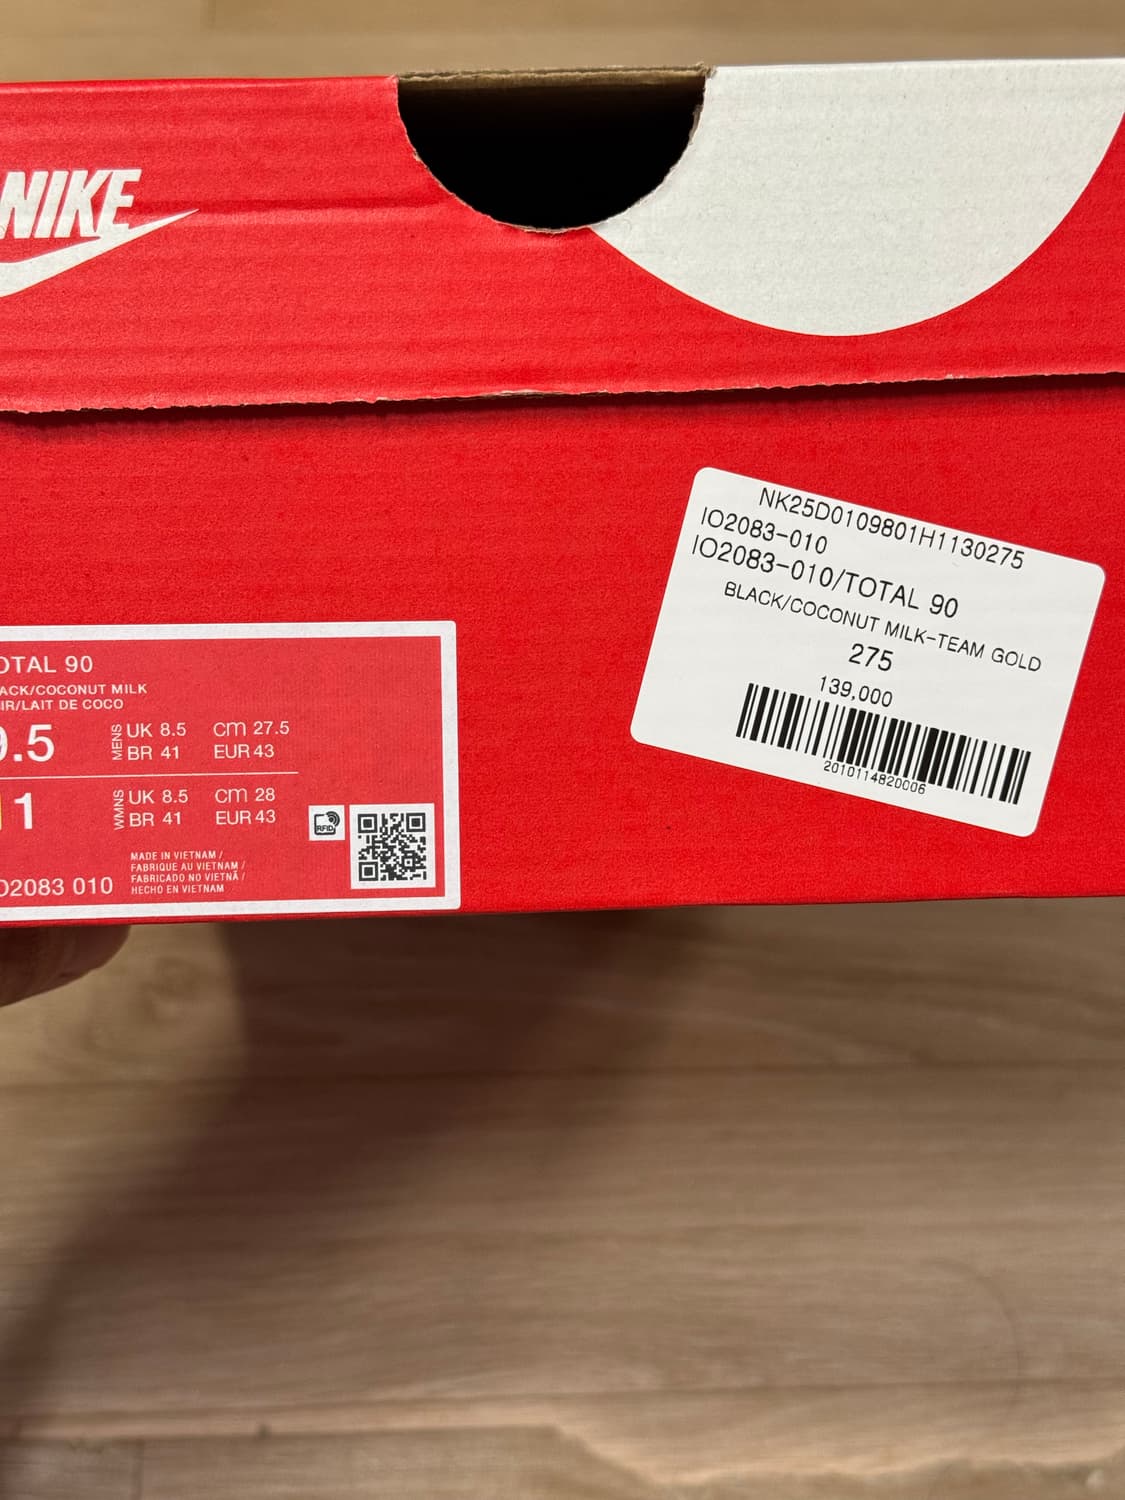 NIKE
NK25D0109801H1130275
IO2083-010
IO2083-010/TOTAL 90
BLACK/COCONUT MILK-TEAM GOLD
275
139,000
2010114820006
OTAL 90
ACK/COCONUT MILK
IR/LAIT DE COCO
9.5 MENS UK 8.5 CM 27.5
BR 41 EUR 43
11 WMNS UK 8.5 CM 28
BR 41 EUR 43
RFID
MADE IN VIETNAM /
FABRIQUE AU VIETNAM /
FABRICADO NO VIETNÃ /
HECHO EN VIETNAM
O2083 010